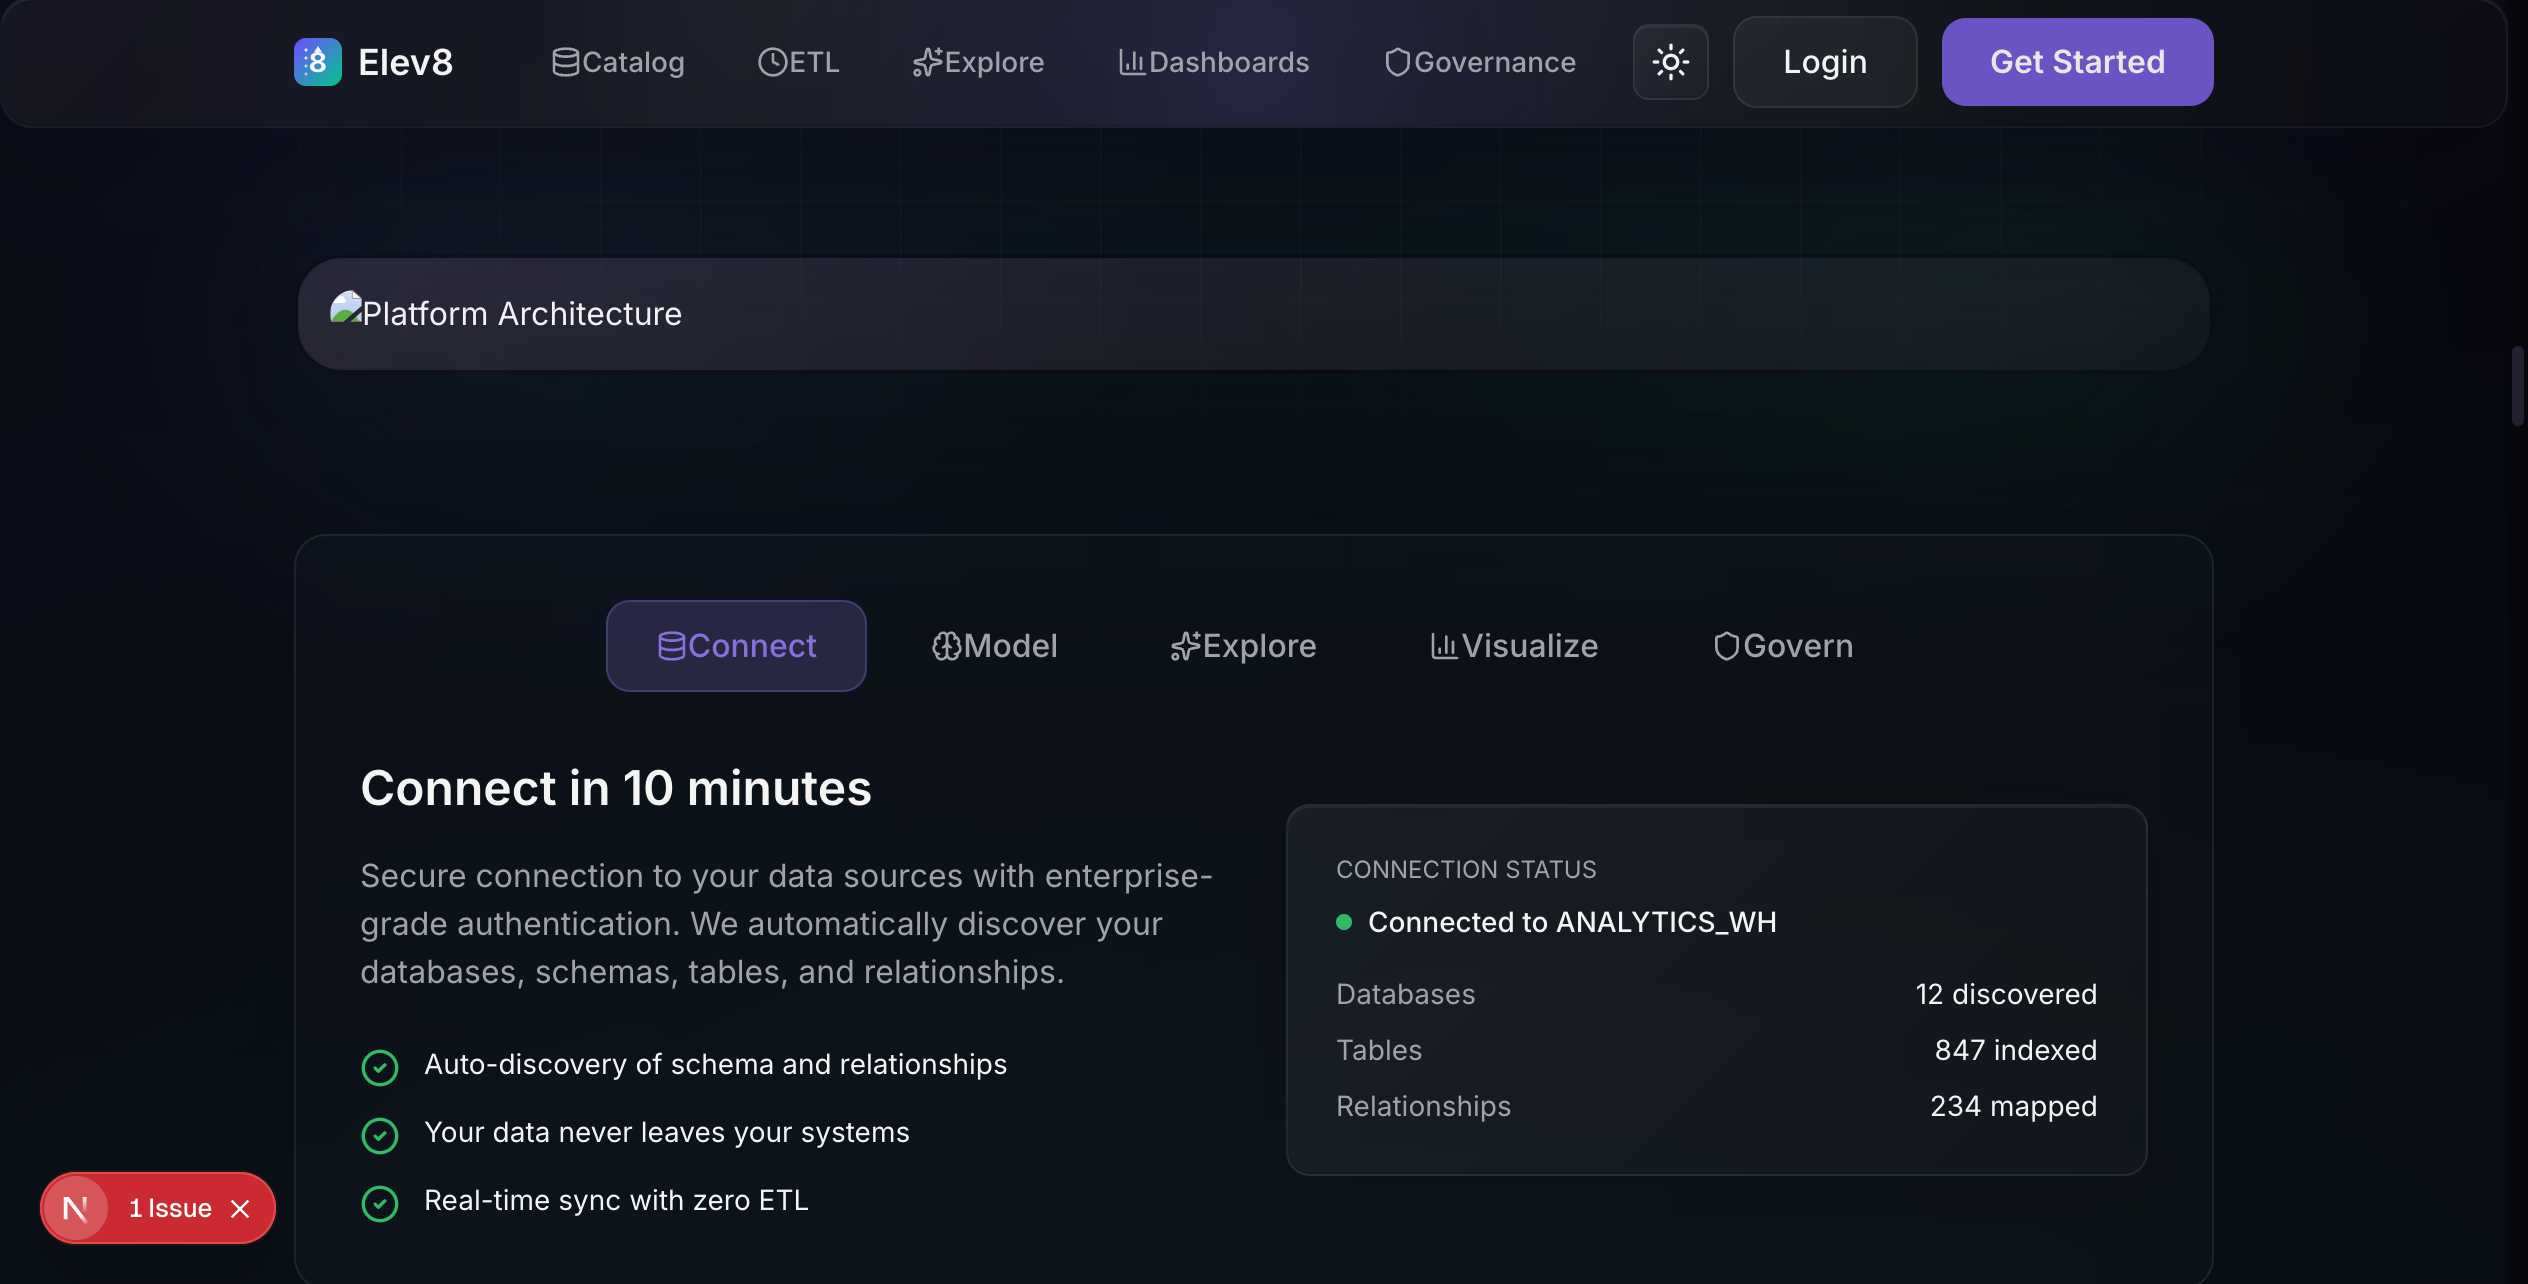 8 Elev8
Catalog
ETL
Explore
Dashboards
Governance
Login
Get Started
Platform Architecture
Connect
Model
Explore
Visualize
Govern
Connect in 10 minutes
Secure connection to your data sources with enterprise-
grade authentication. We automatically discover your
databases, schemas, tables, and relationships.
Auto-discovery of schema and relationships
Your data never leaves your systems
Real-time sync with zero ETL
CONNECTION STATUS
Connected to ANALYTICS_WH
Databases 12 discovered
Tables 847 indexed
Relationships 234 mapped
N 1 Issue